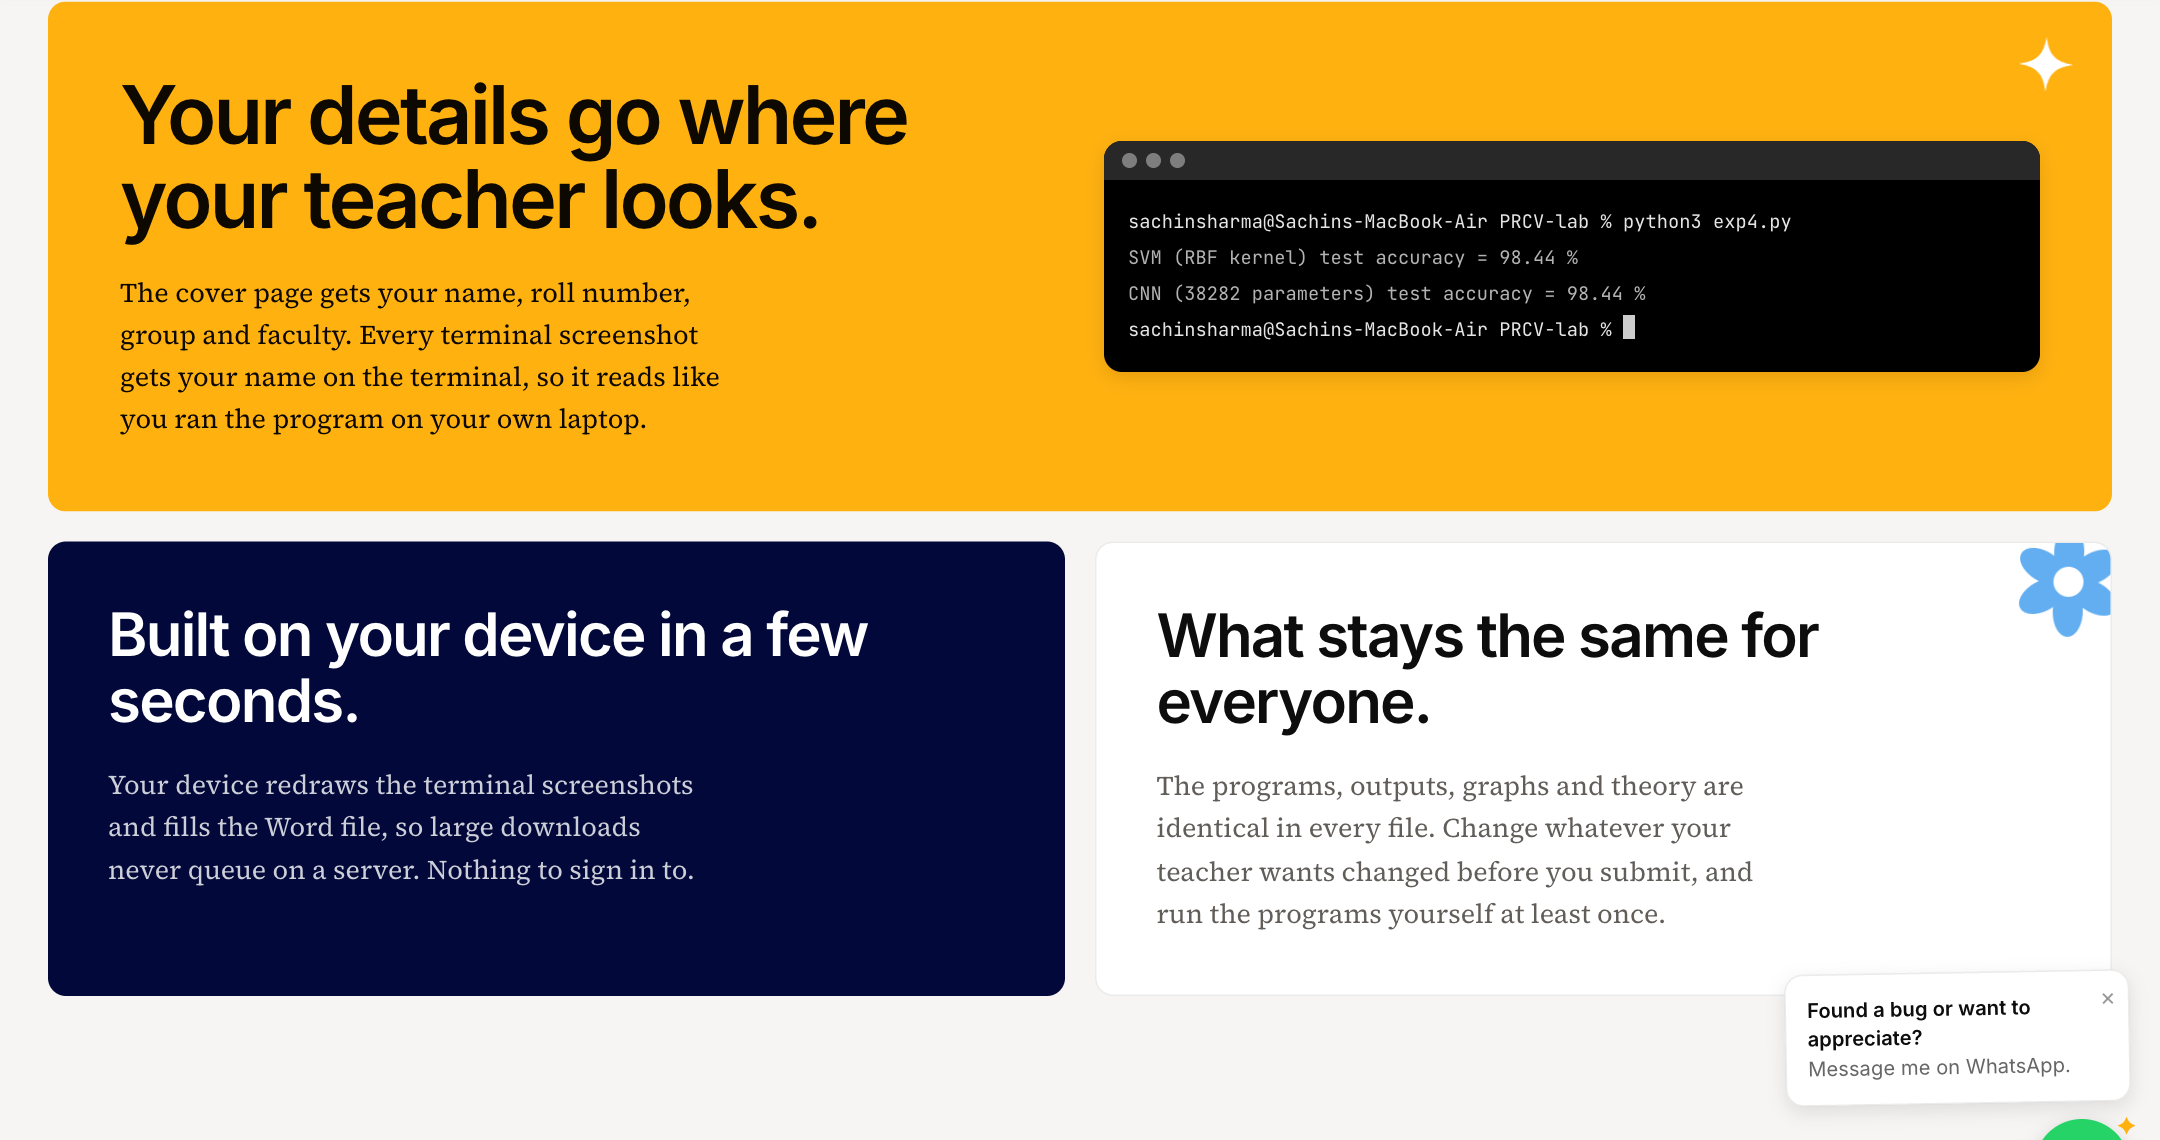 Your details go where
your teacher looks.
The cover page gets your name, roll number,
group and faculty. Every terminal screenshot
gets your name on the terminal, so it reads like
you ran the program on your own laptop.
sachinsharma@Sachins-MacBook-Air PRCV-lab % python3 exp4.py
SVM (RBF kernel) test accuracy = 98.44 %
CNN (38282 parameters) test accuracy = 98.44 %
sachinsharma@Sachins-MacBook-Air PRCV-lab %
Built on your device in a few
seconds.
Your device redraws the terminal screenshots
and fills the Word file, so large downloads
never queue on a server. Nothing to sign in to.
What stays the same for
everyone.
The programs, outputs, graphs and theory are
identical in every file. Change whatever your
teacher wants changed before you submit, and
run the programs yourself at least once.
Found a bug or want to
appreciate?
Message me on WhatsApp.